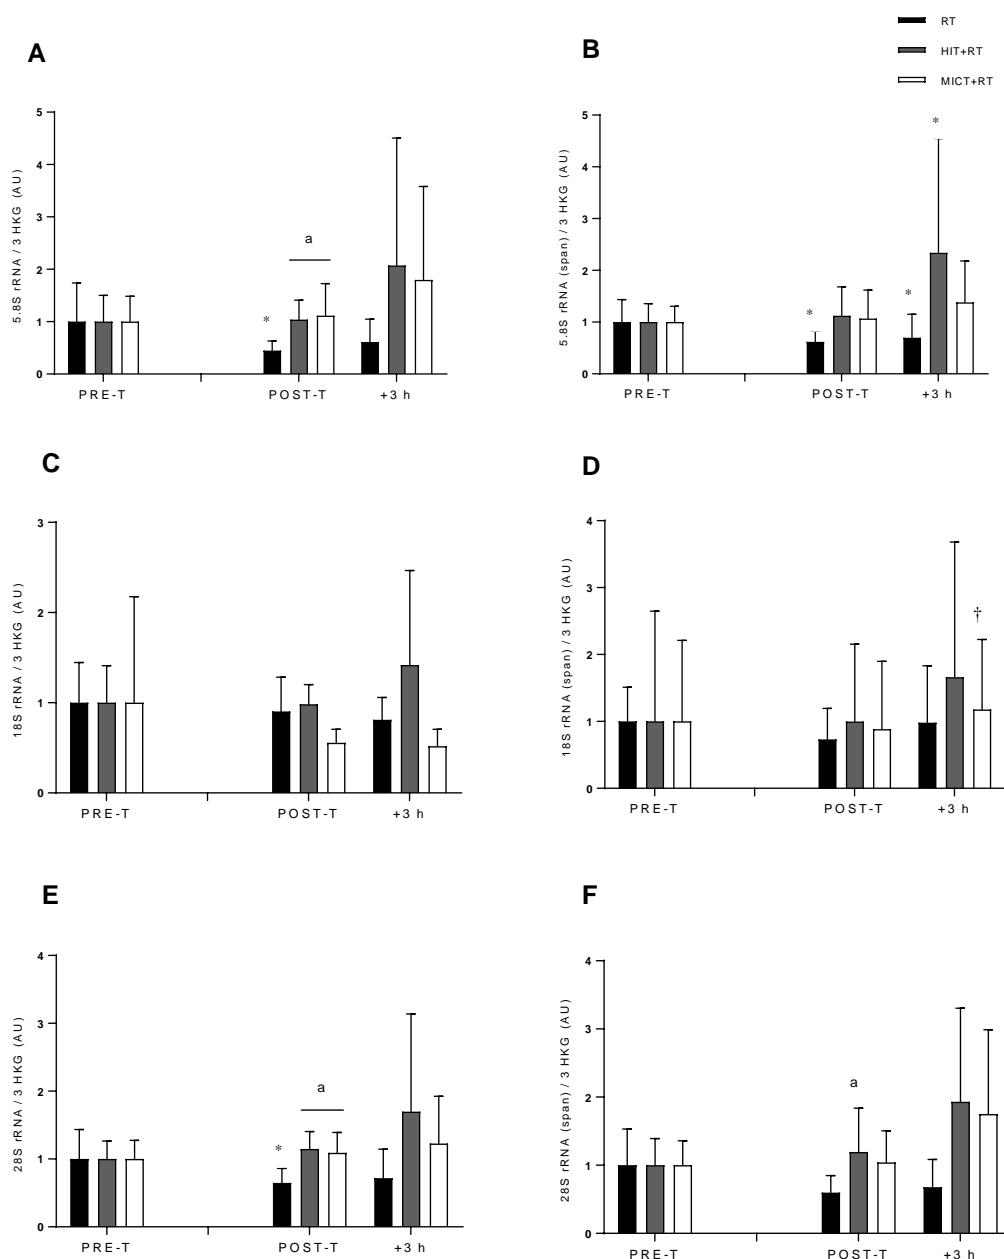 RT
HIT+RT
MICT+RT
A
5.8S rRNA / 3 HKG (AU)
5
4
3
2
1
0
a
*
PRE-T
POST-T
+3 h
B
5.8S rRNA (span) / 3 HKG (AU)
5
4
3
2
1
0
*
*
*
PRE-T
POST-T
+3 h
C
18S rRNA / 3 HKG (AU)
3
2
1
0
PRE-T
POST-T
+3 h
D
18S rRNA (span) / 3 HKG (AU)
4
3
2
1
0
†
PRE-T
POST-T
+3 h
E
28S rRNA / 3 HKG (AU)
4
3
2
1
0
a
*
PRE-T
POST-T
+3 h
F
28S rRNA (span) / 3 HKG (AU)
4
3
2
1
0
a
PRE-T
POST-T
+3 h